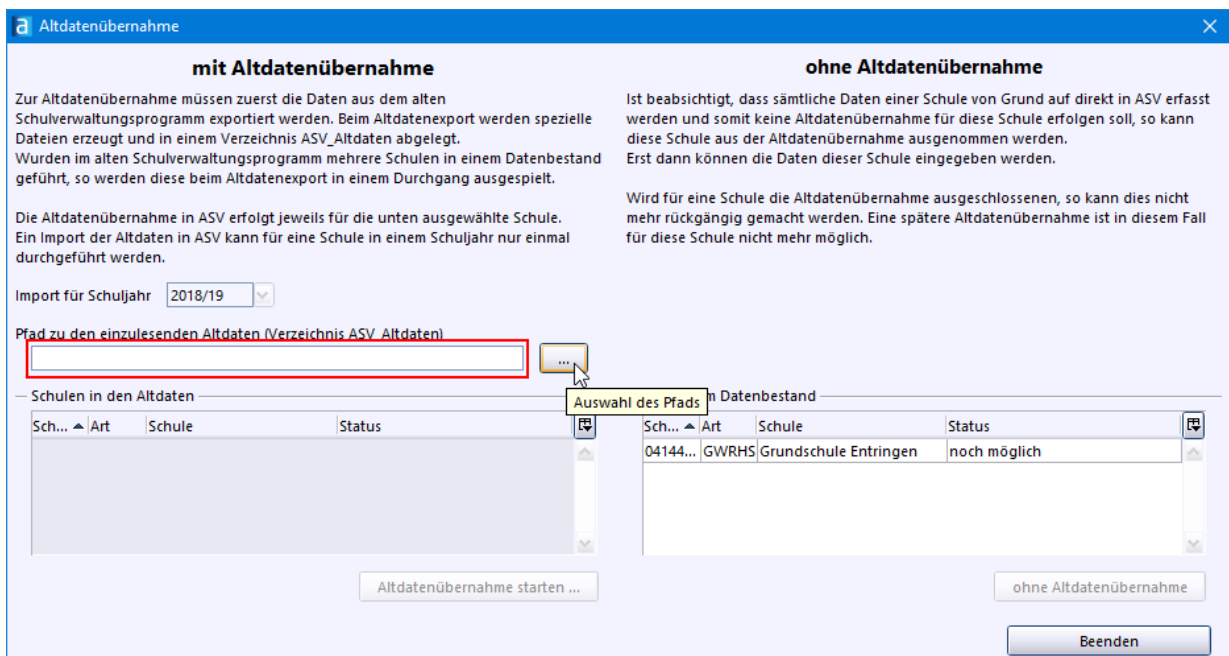 a Altdatenübernahme
mit Altdatenübernahme
Zur Altdatenübernahme müssen zuerst die Daten aus dem alten
Schulverwaltungsprogramm exportiert werden. Beim Altdatenexport werden spezielle
Dateien erzeugt und in einem Verzeichnis ASV_Altdaten abgelegt.
Wurden im alten Schulverwaltungsprogramm mehrere Schulen in einem Datenbestand
geführt, so werden diese beim Altdatenexport in einem Durchgang ausgespielt.
Die Altdatenübernahme in ASV erfolgt jeweils für die unten ausgewählte Schule.
Ein Import der Altdaten in ASV kann für eine Schule in einem Schuljahr nur einmal
durchgeführt werden.
ohne Altdatenübernahme
Ist beabsichtigt, dass sämtliche Daten einer Schule von Grund auf direkt in ASV erfasst
werden und somit keine Altdatenübernahme für diese Schule erfolgen soll, so kann
diese Schule aus der Altdatenübernahme ausgenommen werden.
Erst dann können die Daten dieser Schule eingegeben werden.
Wird für eine Schule die Altdatenübernahme ausgeschlossenen, so kann dies nicht
mehr rückgängig gemacht werden. Eine spätere Altdatenübernahme ist in diesem Fall
für diese Schule nicht mehr möglich.
Import für Schuljahr 2018/19
Pfad zu den einzulesenden Altdaten (Verzeichnis ASV_Altdaten)
...
Auswahl des Pfads
Schulen in den Altdaten
Sch... Art Schule Status
Altdatenübernahme starten ...
Datenbestand
Sch... Art Schule Status
04144... GWRHS Grundschule Entringen noch möglich
ohne Altdatenübernahme
Beenden